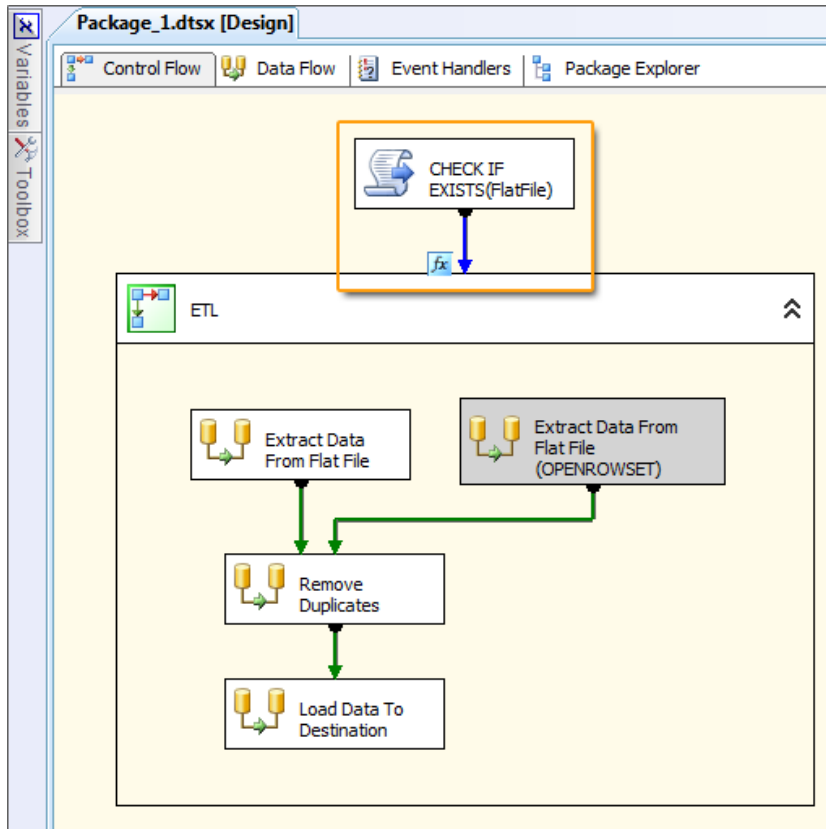 Package_1.dtsx [Design]
Variables
Toolbox
Control Flow
Data Flow
Event Handlers
Package Explorer
CHECK IF
EXISTS(FlatFile)
fx
ETL
Extract Data
From Flat File
Extract Data From
Flat File
(OPENROWSET)
Remove
Duplicates
Load Data To
Destination